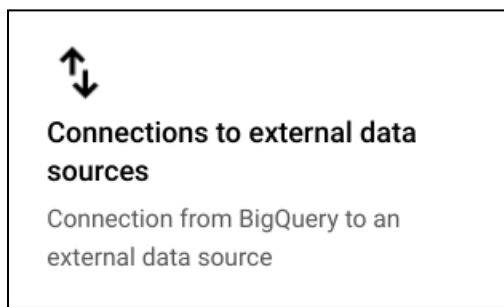 Connections to external data
sources
Connection from BigQuery to an
external data source